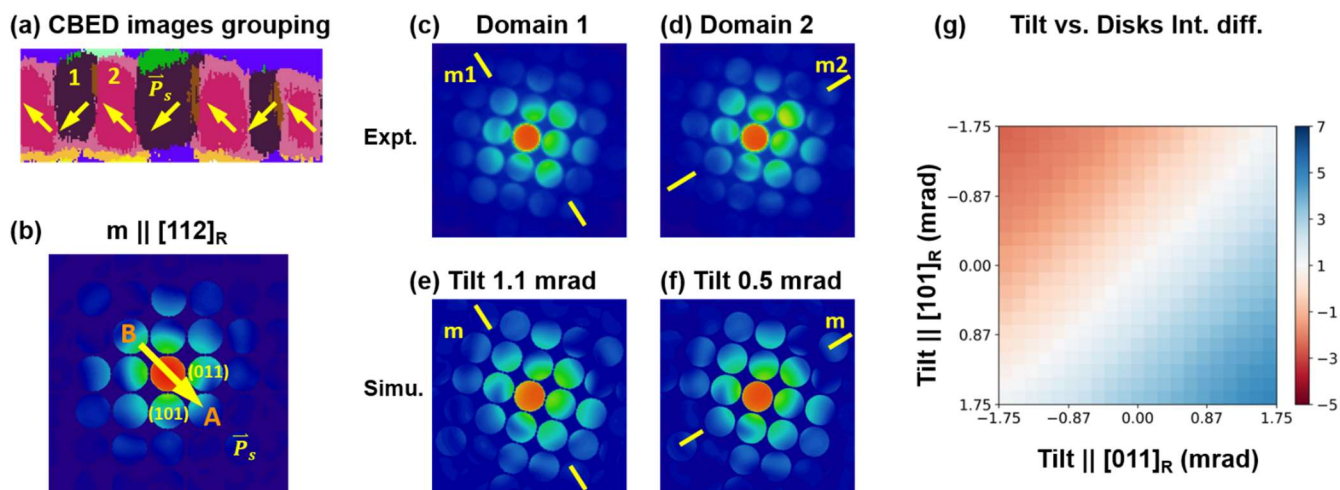 (a) CBED images grouping
1 2 P⃗s
(b) m || [112]R
B
(011)
(101) A
P⃗s
(c) Domain 1
m1
(d) Domain 2
m2
Expt.
(e) Tilt 1.1 mrad
m
(f) Tilt 0.5 mrad
m
Simu.
(g) Tilt vs. Disks Int. diff.
Tilt || [101]R (mrad)
−1.75
−0.87
0.00
0.87
1.75
−1.75 −0.87 0.00 0.87 1.75
Tilt || [011]R (mrad)
7
5
3
1
−1
−3
−5